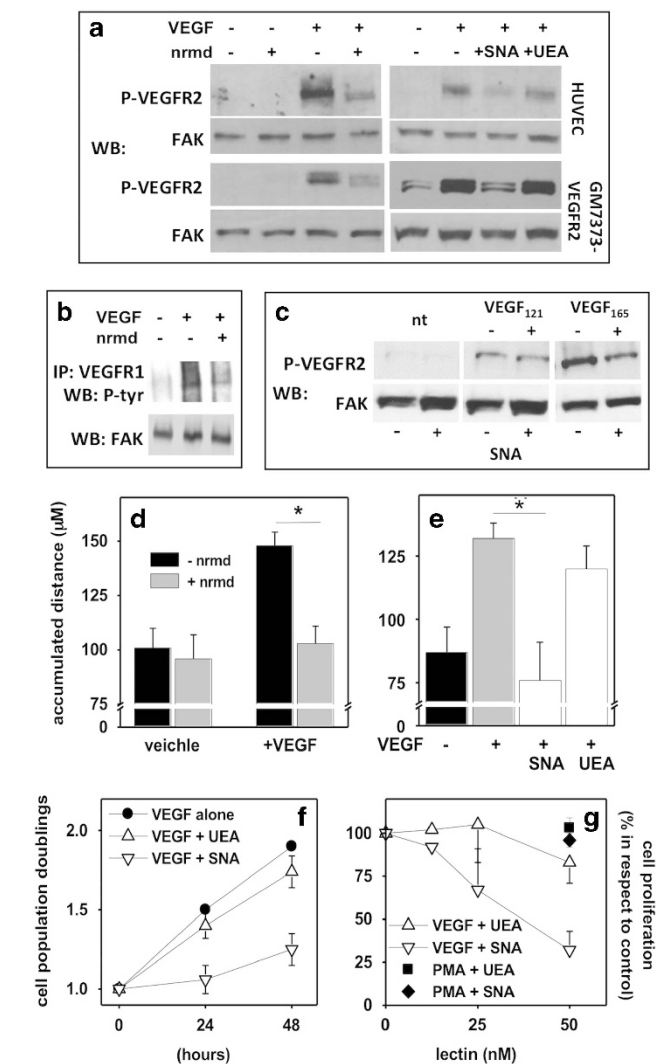 a
VEGF - - + + - + + +
nrmd - + - + - - +SNA +UEA
P-VEGFR2
HUVEC
FAK
WB:
P-VEGFR2
GM7373-
VEGFR2
FAK
b
VEGF - + +
nrmd - - +
IP: VEGFR1
WB: P-tyr
WB: FAK
c
nt VEGF121 VEGF165
- + - +
P-VEGFR2
WB:
FAK
- + - + - +
SNA
d
accumulated distance (µM)
150
125
100
75
0
- nrmd
+ nrmd
*
veichle +VEGF
e
*
125
100
75
0
VEGF - + + +
SNA UEA
f
cell population doublings
2.0
1.5
1.0
VEGF alone
VEGF + UEA
VEGF + SNA
0 24 48
(hours)
g
100
75
50
25
0
VEGF + UEA
VEGF + SNA
PMA + UEA
PMA + SNA
0 25 50
lectin (nM)
cell proliferation
(% in respect to control)